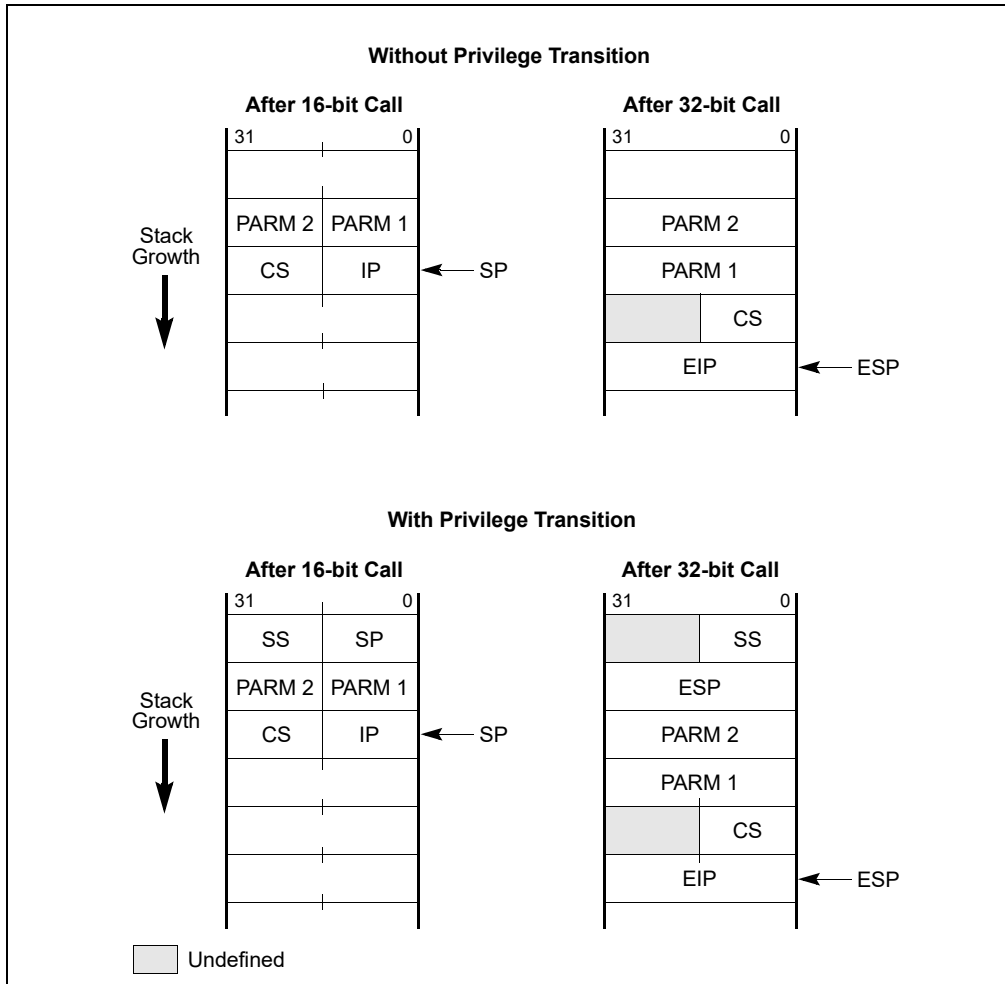 Without Privilege Transition
After 16-bit Call
After 32-bit Call
31 0
31 0
PARM 2 PARM 1
PARM 2
Stack
Growth
CS IP
SP
PARM 1
CS
EIP
ESP
With Privilege Transition
After 16-bit Call
After 32-bit Call
31 0
31 0
SS SP
SS
PARM 2 PARM 1
ESP
Stack
Growth
CS IP
SP
PARM 2
PARM 1
CS
EIP
ESP
Undefined